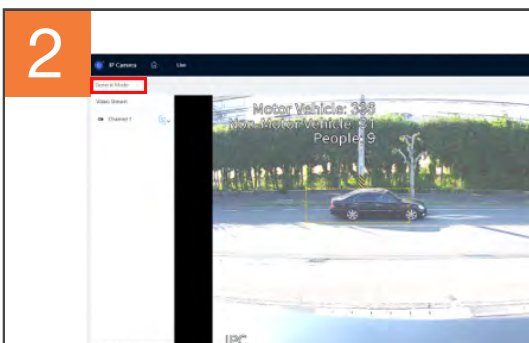 2
IP Camera Live
General Mode
Video Stream
Channel 1
Motor Vehicle: 336
Non-Motor Vehicle: 31
People: 9
IPC